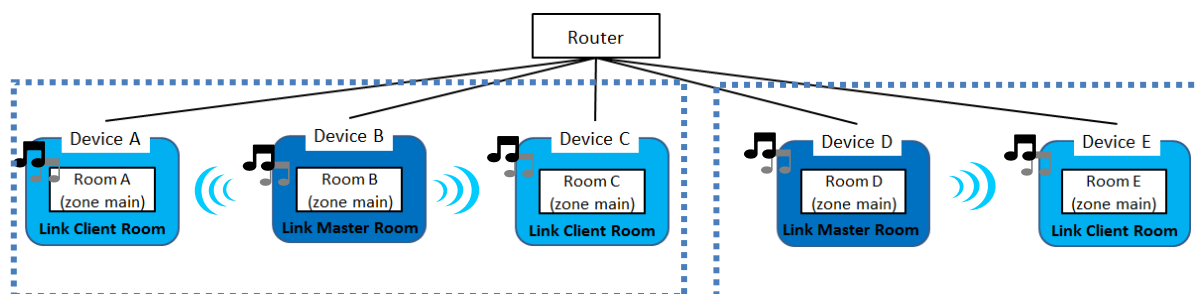 Router
Device A
Room A
(zone main)
Link Client Room
Device B
Room B
(zone main)
Link Master Room
Device C
Room C
(zone main)
Link Client Room
Device D
Room D
(zone main)
Link Master Room
Device E
Room E
(zone main)
Link Client Room